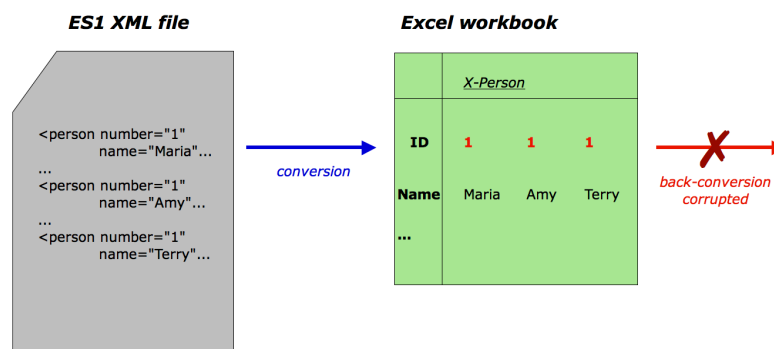 ES1 XML file
Excel workbook
<person number="1"
name="Maria"...
...
<person number="1"
name="Amy"...
...
<person number="1"
name="Terry"...
conversion
X-Person
ID 1 1 1
Name Maria Amy Terry
...
back-conversion
corrupted